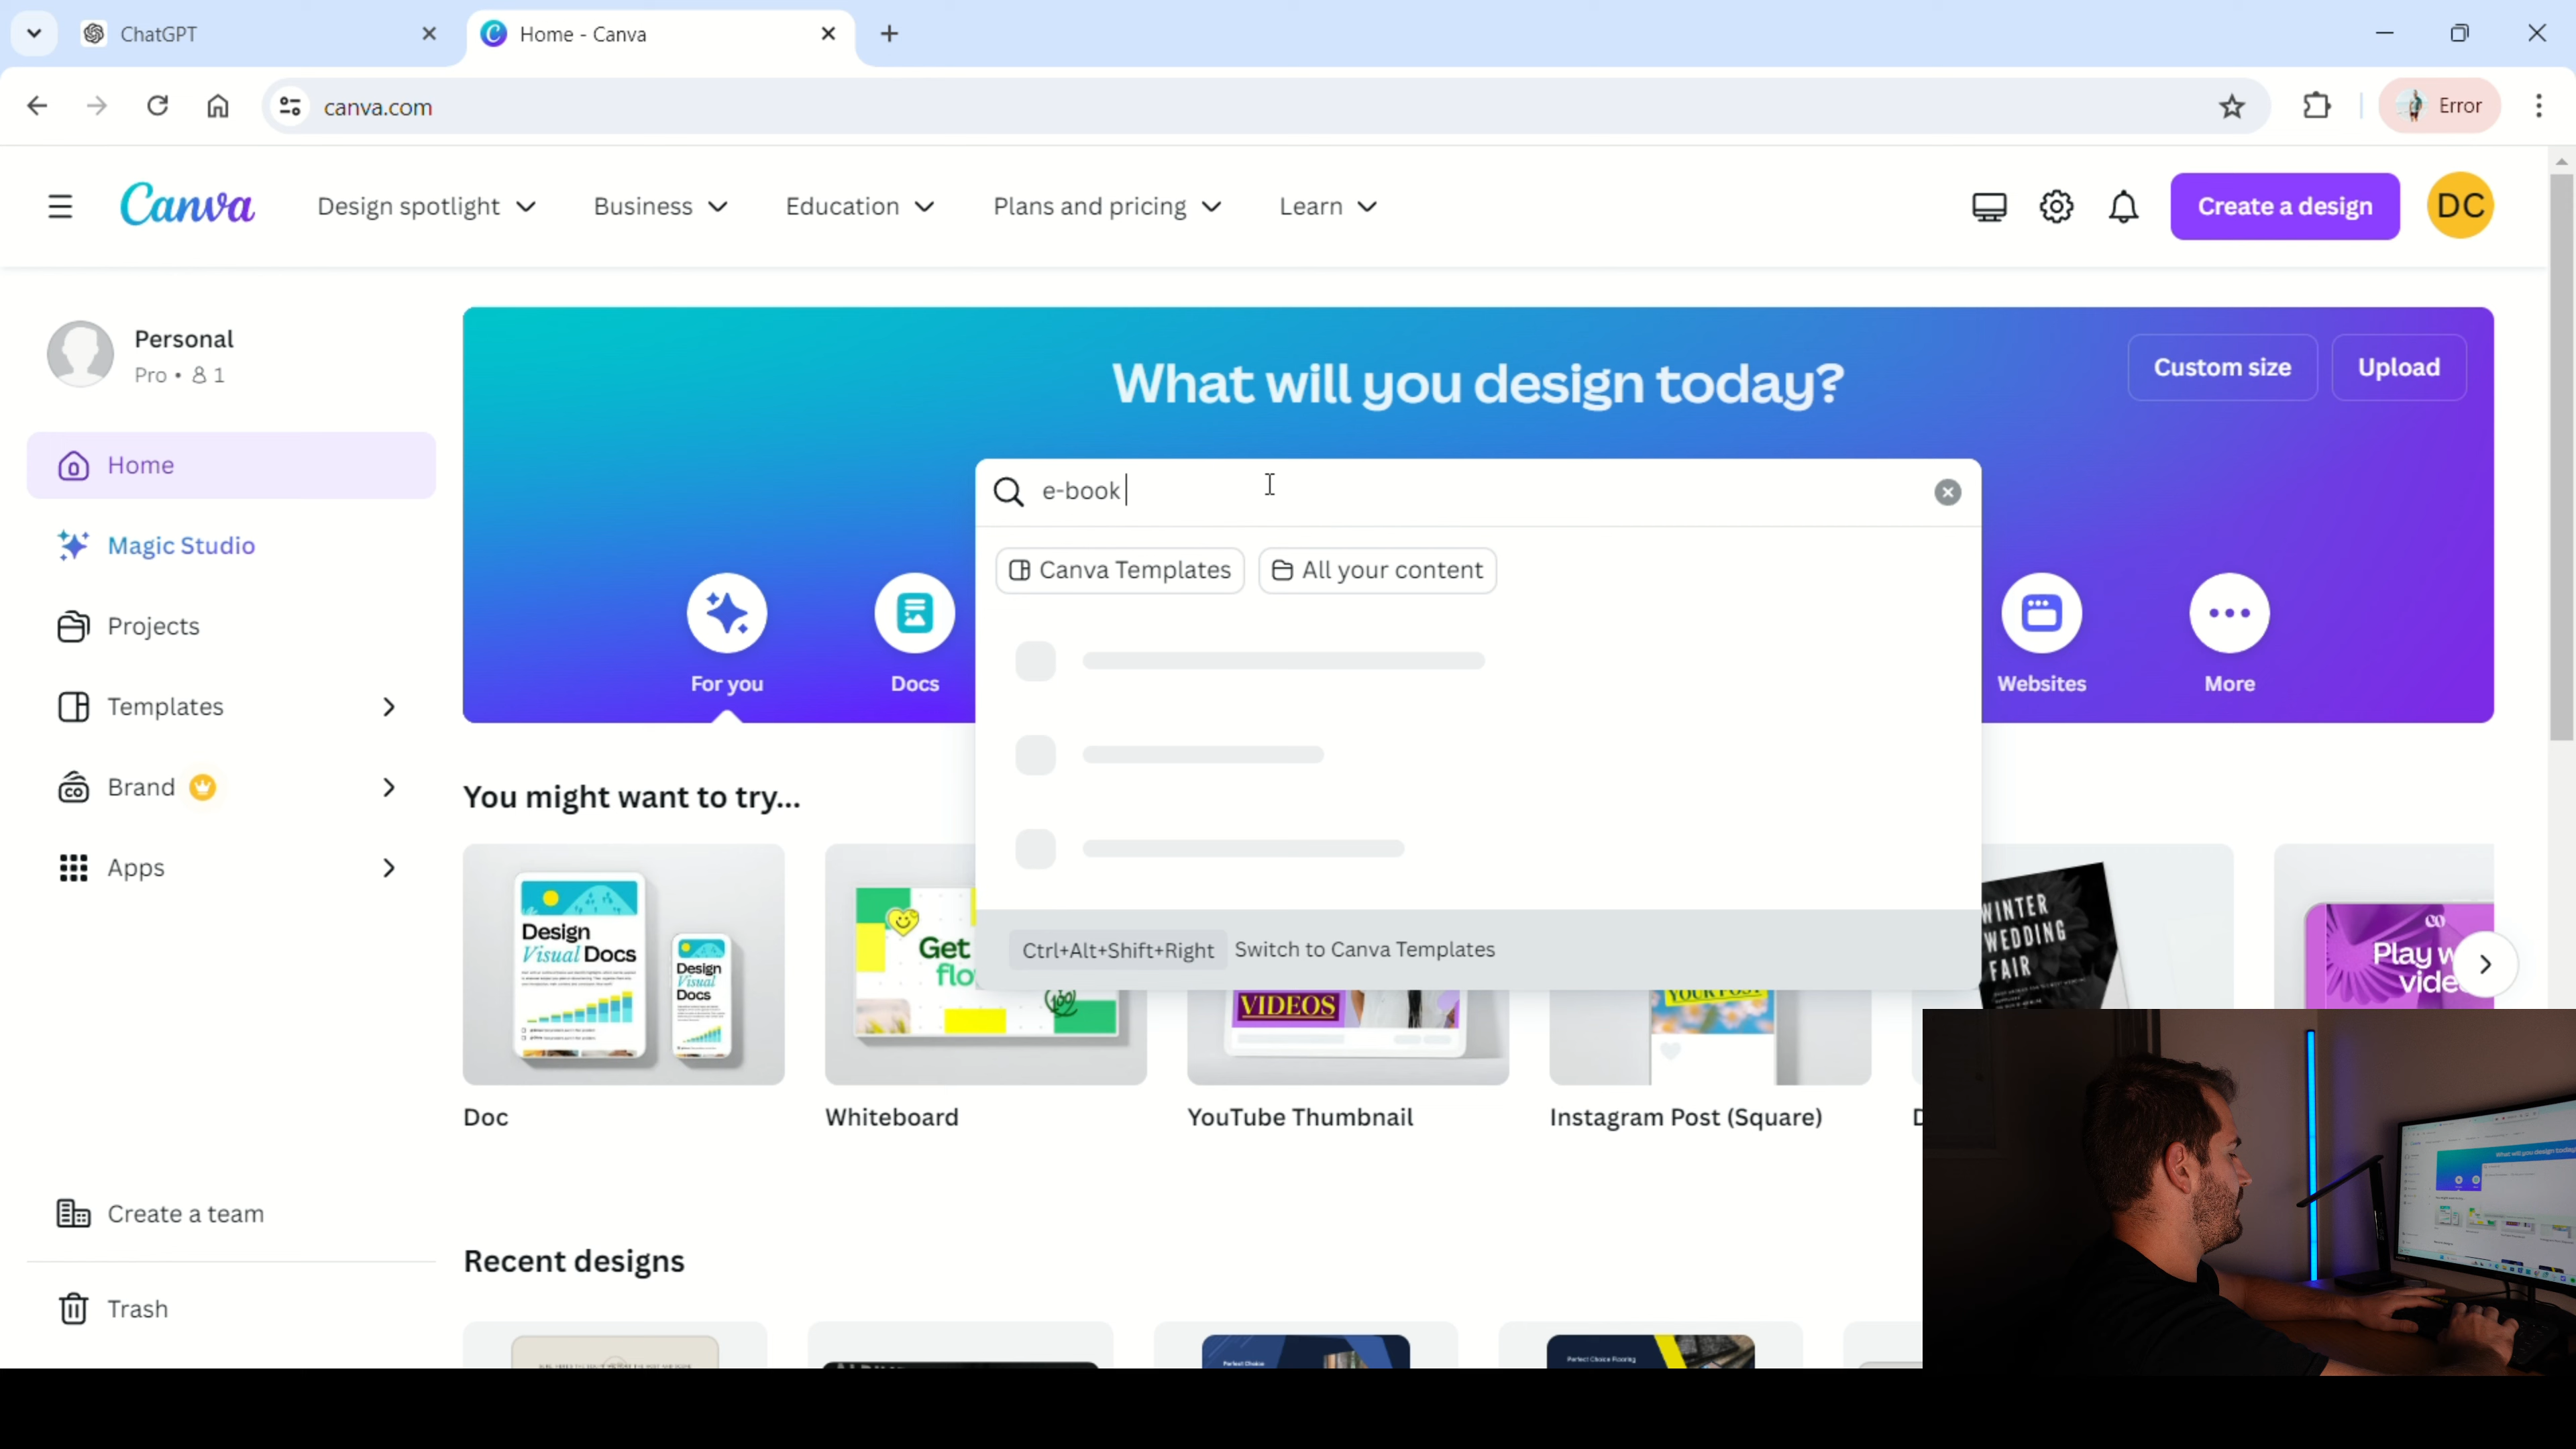 ChatGPT
Home - Canva
canva.com
Error
Canva
Design spotlight
Business
Education
Plans and pricing
Learn
Create a design
DC
Personal
Pro • 1
Home
Magic Studio
Projects
Templates
Brand
Apps
Create a team
Trash
What will you design today?
Custom size
Upload
e-book
Canva Templates
All your content
Ctrl+Alt+Shift+Right Switch to Canva Templates
For you
Docs
Websites
More
You might want to try...
Design
Visual Docs
Design
Visual
Docs
Get
flo
100
VIDEOS
YOUR POST
WINTER
WEDDING
FAIR
Play w
vide
Doc
Whiteboard
YouTube Thumbnail
Instagram Post (Square)
Recent designs
Perfect Choice
Perfect Choice Flooring